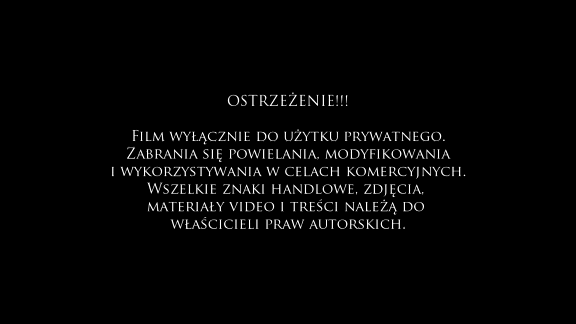 OSTRZEŻENIE!!!
FILM WYŁĄCZNIE DO UŻYTKU PRYWATNEGO.
ZABRANIA SIĘ POWIELANIA, MODYFIKOWANIA
I WYKORZYSTYWANIA W CELACH KOMERCYJNYCH.
WSZELKIE ZNAKI HANDLOWE, ZDJĘCIA,
MATERIAŁY VIDEO I TREŚCI NALEŻĄ DO
WŁAŚCICIELI PRAW AUTORSKICH.